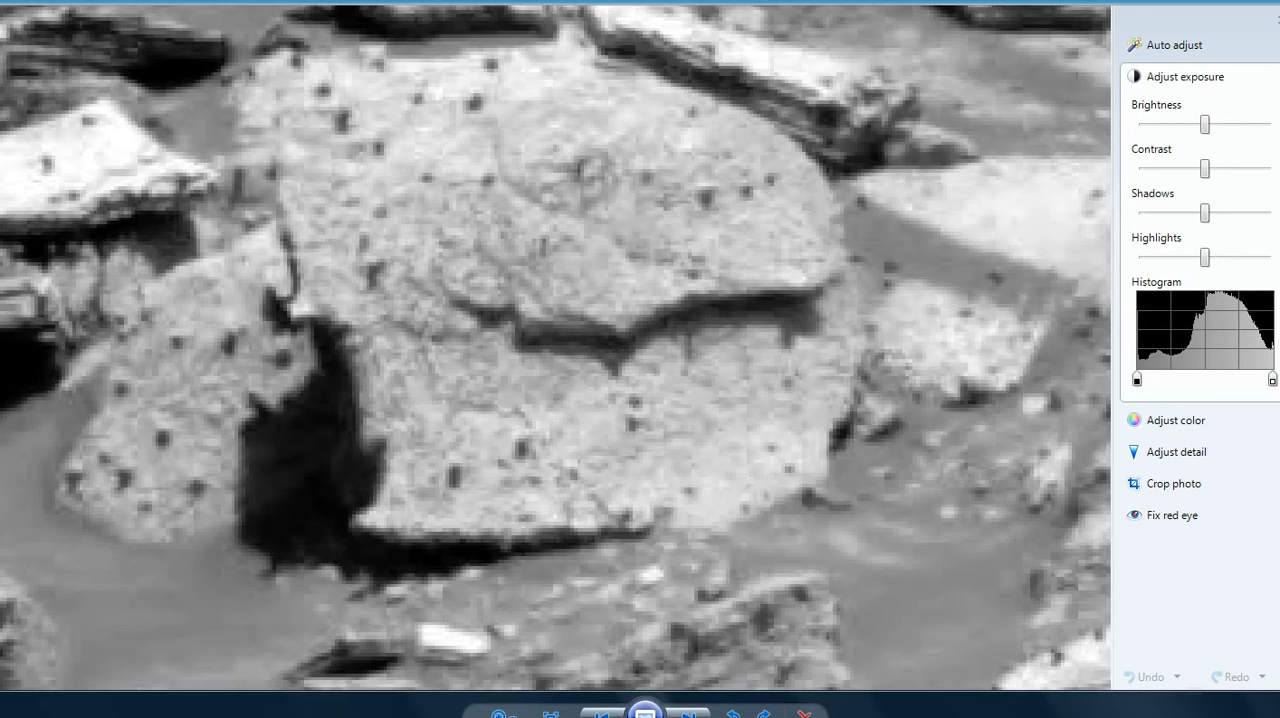 Auto adjust
Adjust exposure
Brightness
Contrast
Shadows
Highlights
Histogram
Adjust color
Adjust detail
Crop photo
Fix red eye
Undo
Redo